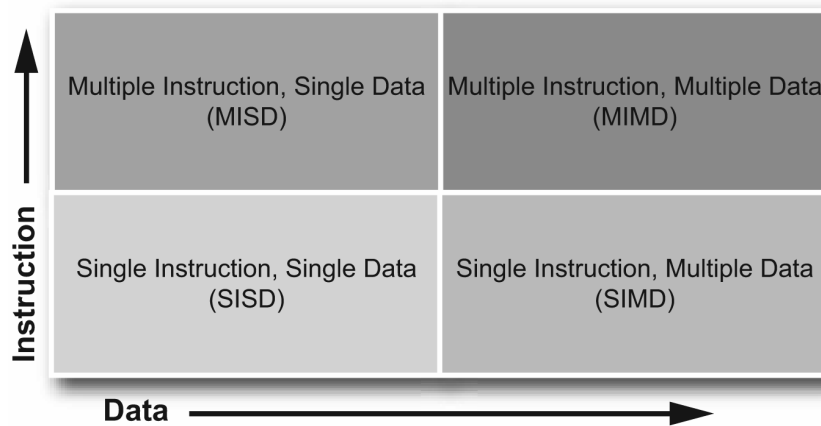 Multiple Instruction, Single Data
(MISD)
Multiple Instruction, Multiple Data
(MIMD)
Single Instruction, Single Data
(SISD)
Single Instruction, Multiple Data
(SIMD)
Instruction
Data